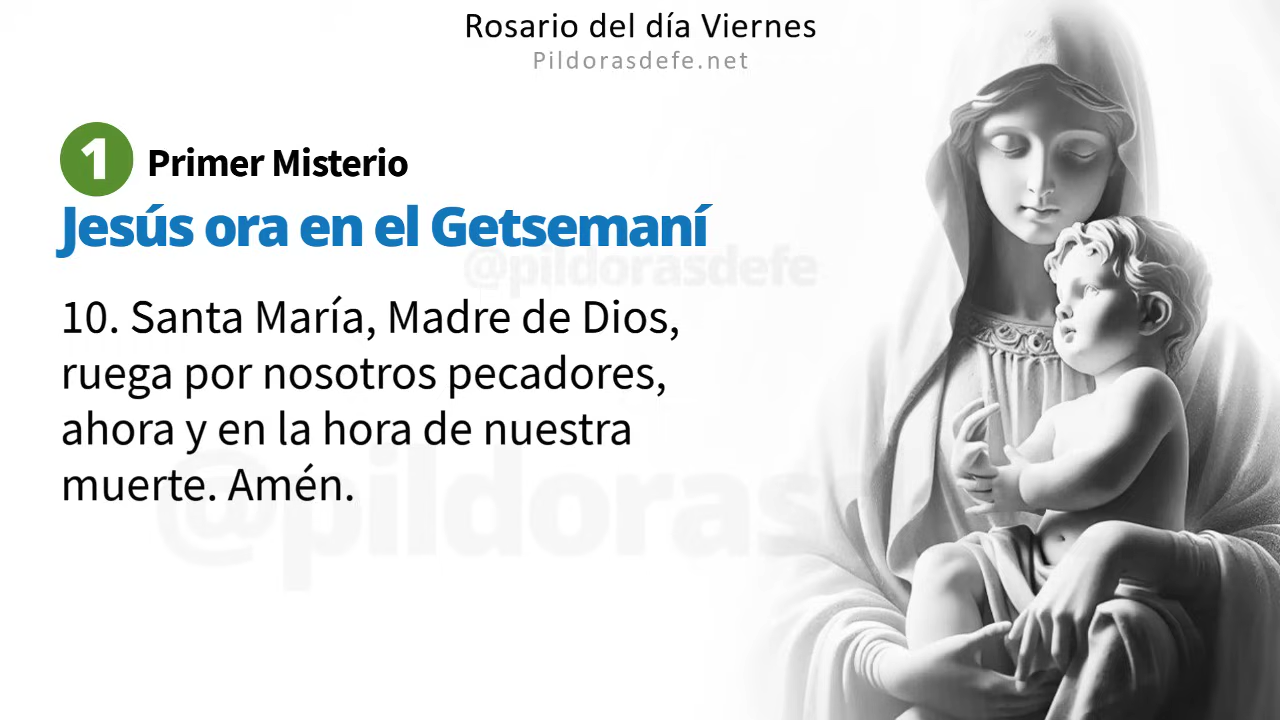 Rosario del día Viernes
Pildorasdefe.net
1 Primer Misterio
Jesús ora en el Getsemaní
@pildorasdefe
10. Santa María, Madre de Dios,
ruega por nosotros pecadores,
ahora y en la hora de nuestra
muerte. Amén.
@pildoras